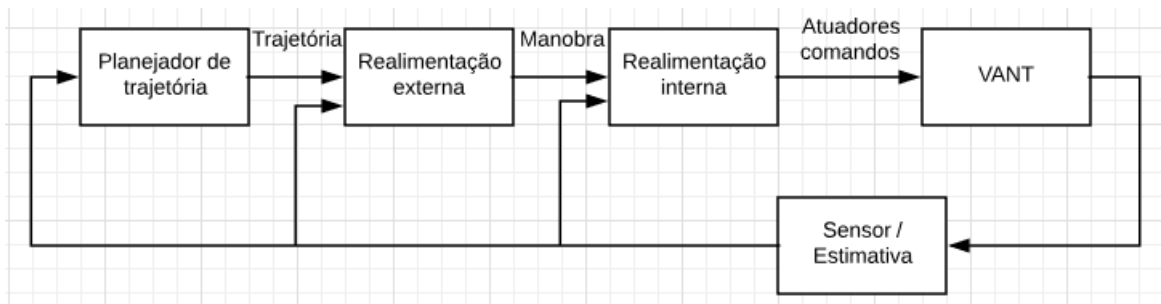 Planejador de
trajetória
Trajetória
Realimentação
externa
Manobra
Realimentação
interna
Atuadores
comandos
VANT
Sensor /
Estimativa